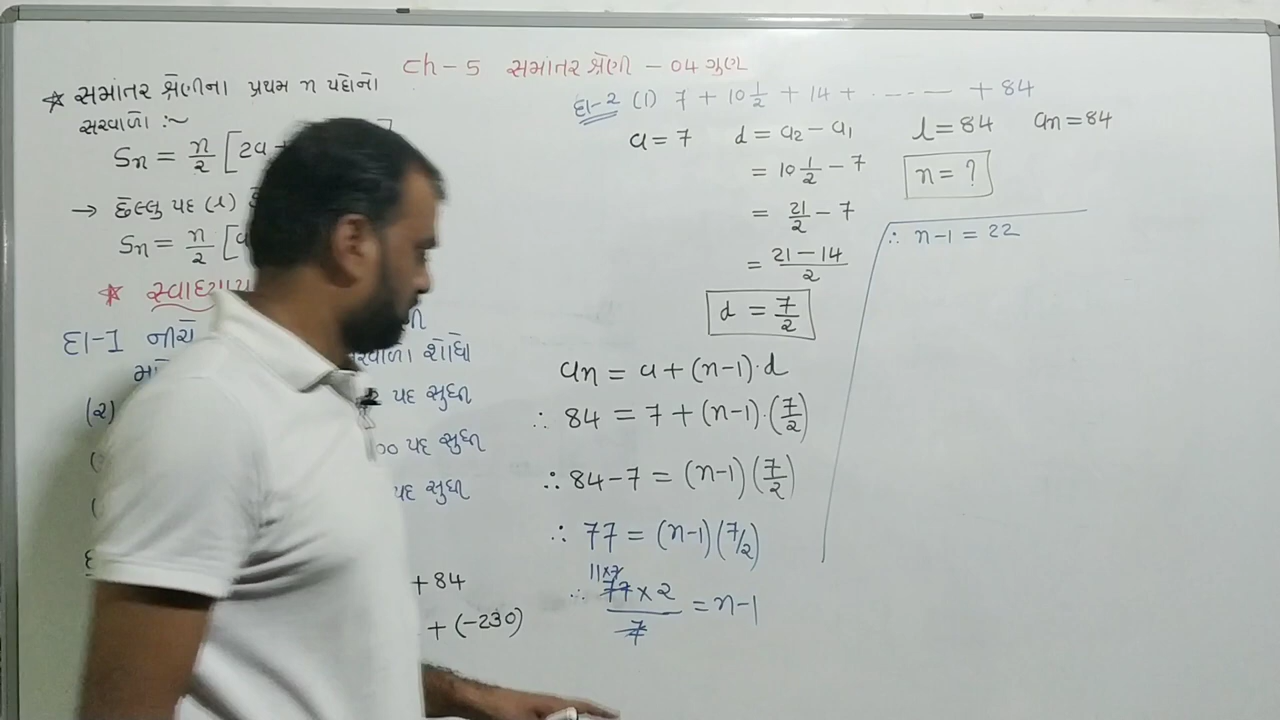 Ch-5 સમાંતર શ્રેણી - 04 ગુણ
★ સમાંતર શ્રેણીના પ્રથમ n પદોનો
સરવાળો :~
Sn = n/2 [2a +
→ છેલ્લુ પદ (l)
Sn = n/2 [a
★ સ્વાધ્યાય
દા-1 નીચે
સરવાળા શોધો
(૨) પદ સુધી
00 પદ સુધી
પદ સુધી
+ 84
+ (-230)
દા-2 (1) 7 + 10 1/2 + 14 + ...... + 84
a = 7 d = a₂ - a₁ l = 84 an = 84
= 10 1/2 - 7 n = ?
= 21/2 - 7
= 21 - 14 / 2
d = 7/2
an = a + (n-1)·d
∴ 84 = 7 + (n-1)·(7/2)
∴ 84 - 7 = (n-1)(7/2)
∴ 77 = (n-1)(7/2)
11×7
∴ 77 × 2 / 7 = n-1
∴ n-1 = 22